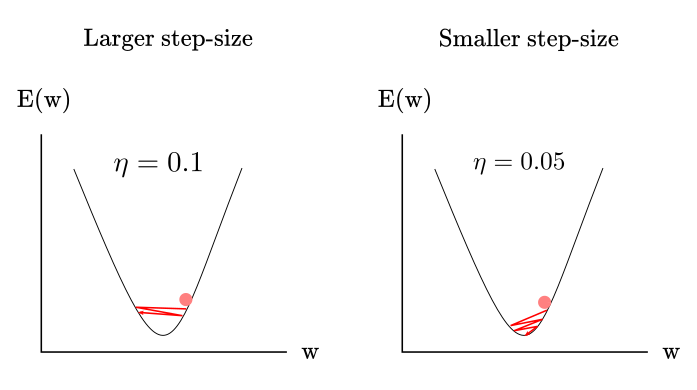 Larger step-size
E(w)
η = 0.1
w
Smaller step-size
E(w)
η = 0.05
w